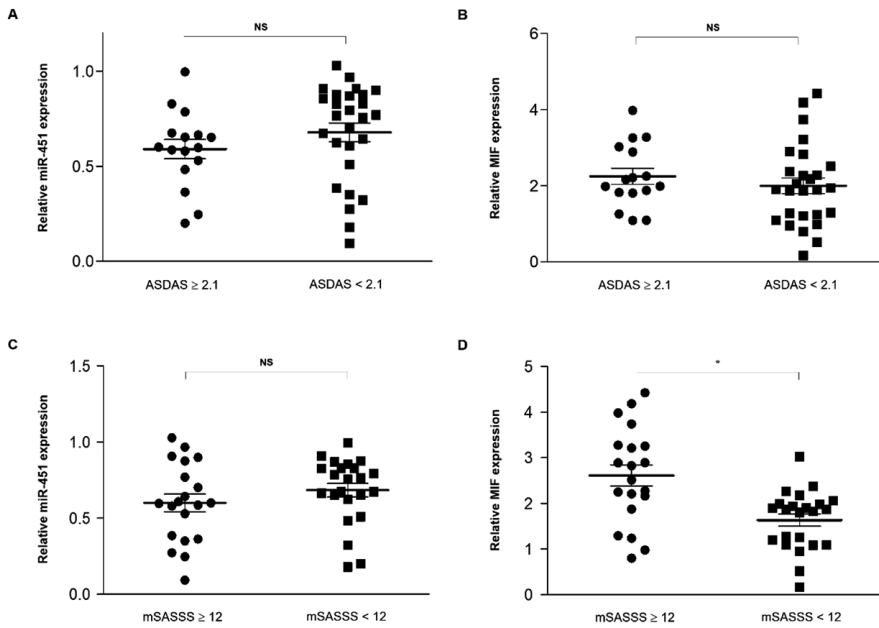 A
NS
Relative miR-451 expression
1.0
0.5
0.0
ASDAS ≥ 2.1
ASDAS < 2.1
B
NS
Relative MIF expression
6
4
2
0
ASDAS ≥ 2.1
ASDAS < 2.1
C
NS
Relative miR-451 expression
1.5
1.0
0.5
0.0
mSASSS ≥ 12
mSASSS < 12
D
*
Relative MIF expression
5
4
3
2
1
0
mSASSS ≥ 12
mSASSS < 12